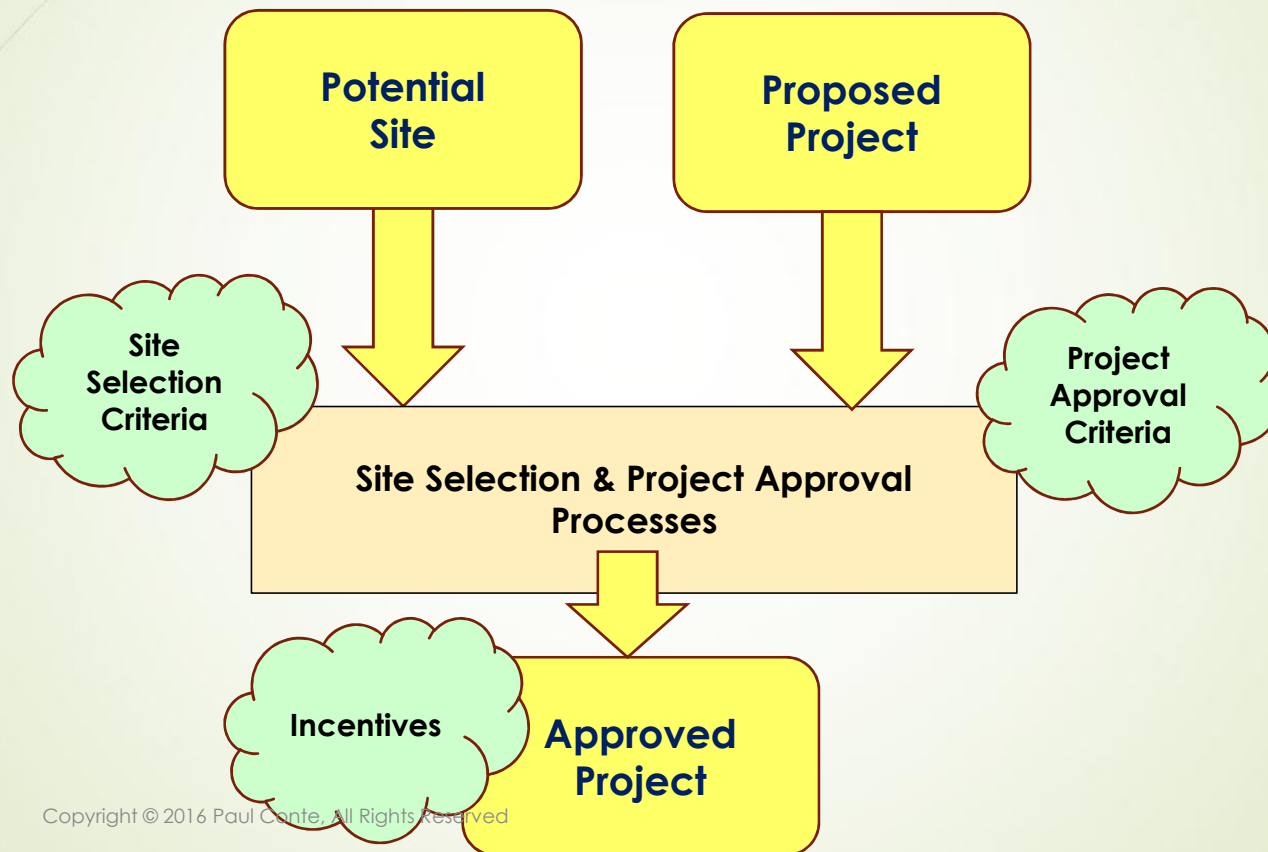 Potential
Site
Proposed
Project
Site
Selection
Criteria
Project
Approval
Criteria
Site Selection & Project Approval
Processes
Incentives
Approved
Project
Copyright © 2016 Paul Conte, All Rights Reserved